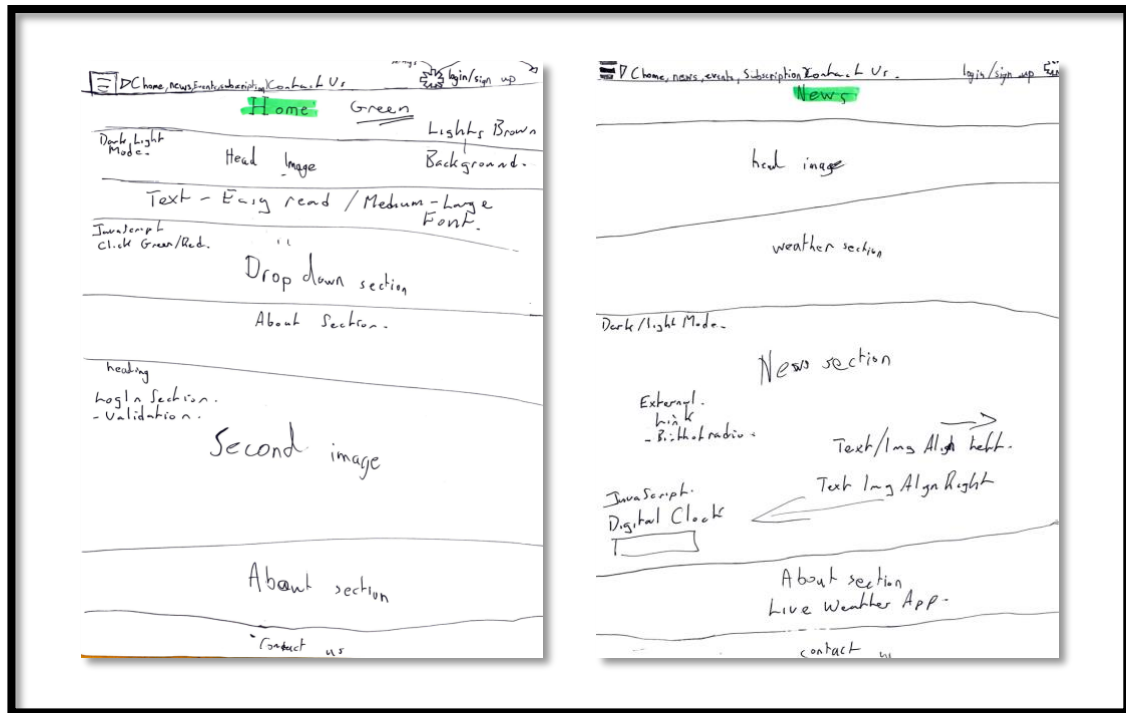 home, news, Events, subscription) Contact Us
login/sign up
Home
Green
Lights Brown
Background.
Dark, Light
Mode.
Head Image
Text - Easy read / Medium - Large
Font.
JavaScript
Click Green/Red.
Drop down section
About Section.
heading
LogIn Section.
- Validation.
Second image
About section
Contact us
home, news, events, Subscription) Contact Us.
login/sign up
News
head image
weather section
Dark/light Mode.
News section
External.
Link
Text/Img Align Left.
Text Img Algn Right
JavaScript.
Digital Clock
About section
Live Weather App.
contact